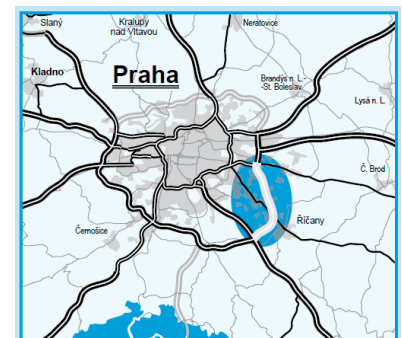 Slaný
Kralupy
nad Vltavou
Neratovice
Kladno
Praha
Brandýs n. L.-
-St. Boleslav
Lysá n. L.
Č. Brod
Říčany
Černošice